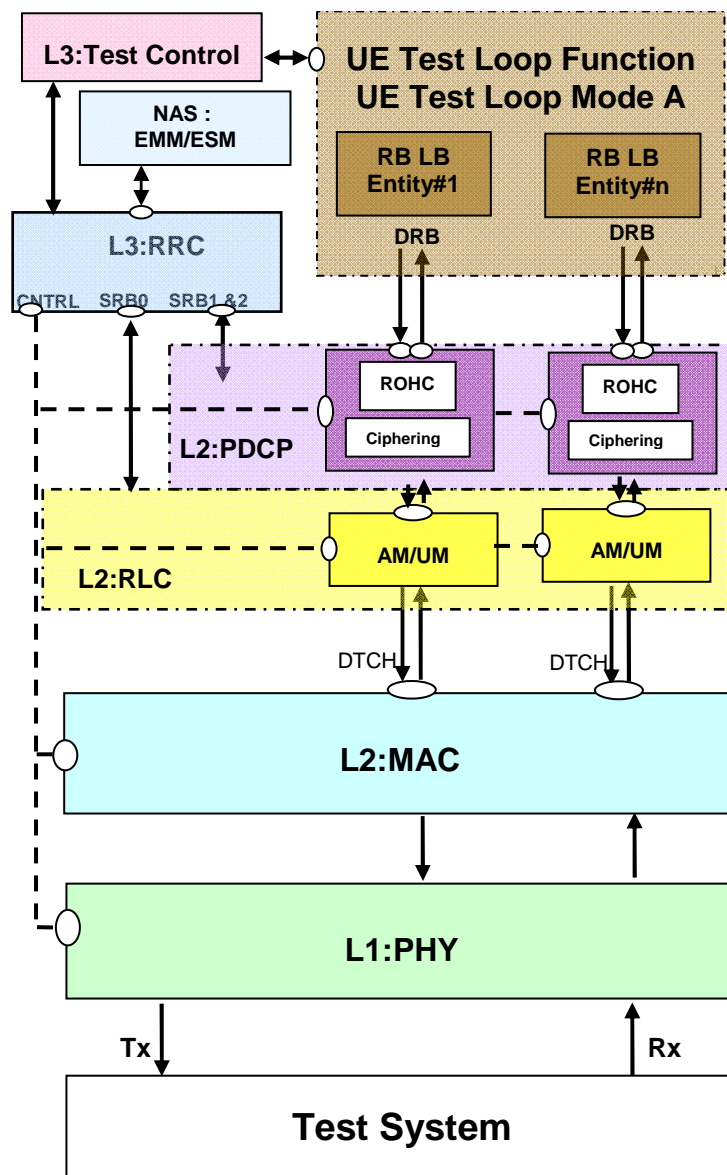 L3:Test Control
UE Test Loop Function
UE Test Loop Mode A
NAS :
EMM/ESM
RB LB
Entity#1
RB LB
Entity#n
DRB
DRB
L3:RRC
CNTRL SRB0 SRB1 &2
ROHC
ROHC
Ciphering
Ciphering
L2:PDCP
AM/UM
AM/UM
L2:RLC
DTCH
DTCH
L2:MAC
L1:PHY
Tx
Rx
Test System